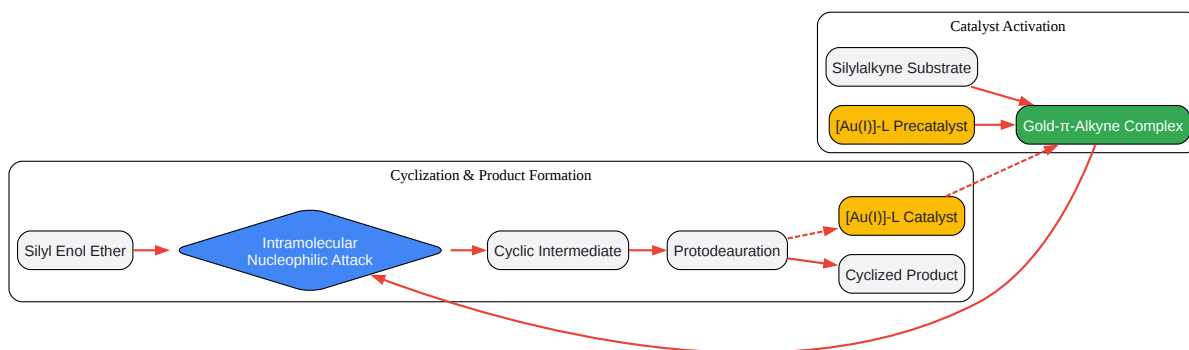 Catalyst Activation
Silylalkyne Substrate
[Au(I)]-L Precatalyst
Gold-π-Alkyne Complex
Cyclization & Product Formation
Silyl Enol Ether
Intramolecular
Nucleophilic Attack
Cyclic Intermediate
Protodeauration
[Au(I)]-L Catalyst
Cyclized Product